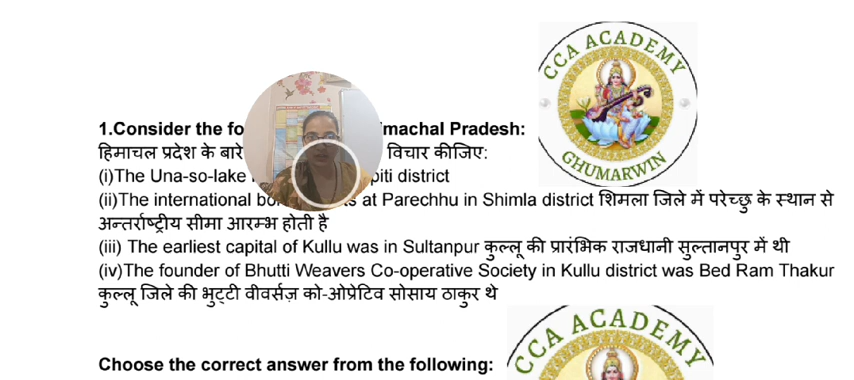 CCA ACADEMY
GHUMARWIN
1.Consider the fo machal Pradesh:
हिमाचल प्रदेश के बारे विचार कीजिए:
(i)The Una-so-lake piti district
(ii)The international bo s at Parechhu in Shimla district शिमला जिले में परेच्छु के स्थान से
अन्तर्राष्ट्रीय सीमा आरम्भ होती है
(iii) The earliest capital of Kullu was in Sultanpur कुल्लू की प्रारंभिक राजधानी सुल्तानपुर में थी
(iv)The founder of Bhutti Weavers Co-operative Society in Kullu district was Bed Ram Thakur
कुल्लू जिले की भुट्टी वीवर्सज़ को-ओप्रेटिव सोसाय ठाकुर थे
CCA ACADEMY
Choose the correct answer from the following: